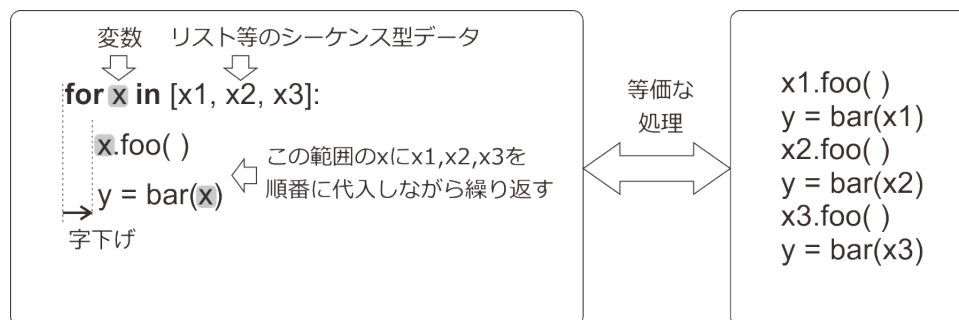 変数 リスト等のシーケンス型データ
for x in [x1, x2, x3]:
x.foo( )
y = bar(x)
この範囲のxにx1,x2,x3を
順番に代入しながら繰り返す
字下げ
等価な
処理
x1.foo( )
y = bar(x1)
x2.foo( )
y = bar(x2)
x3.foo( )
y = bar(x3)